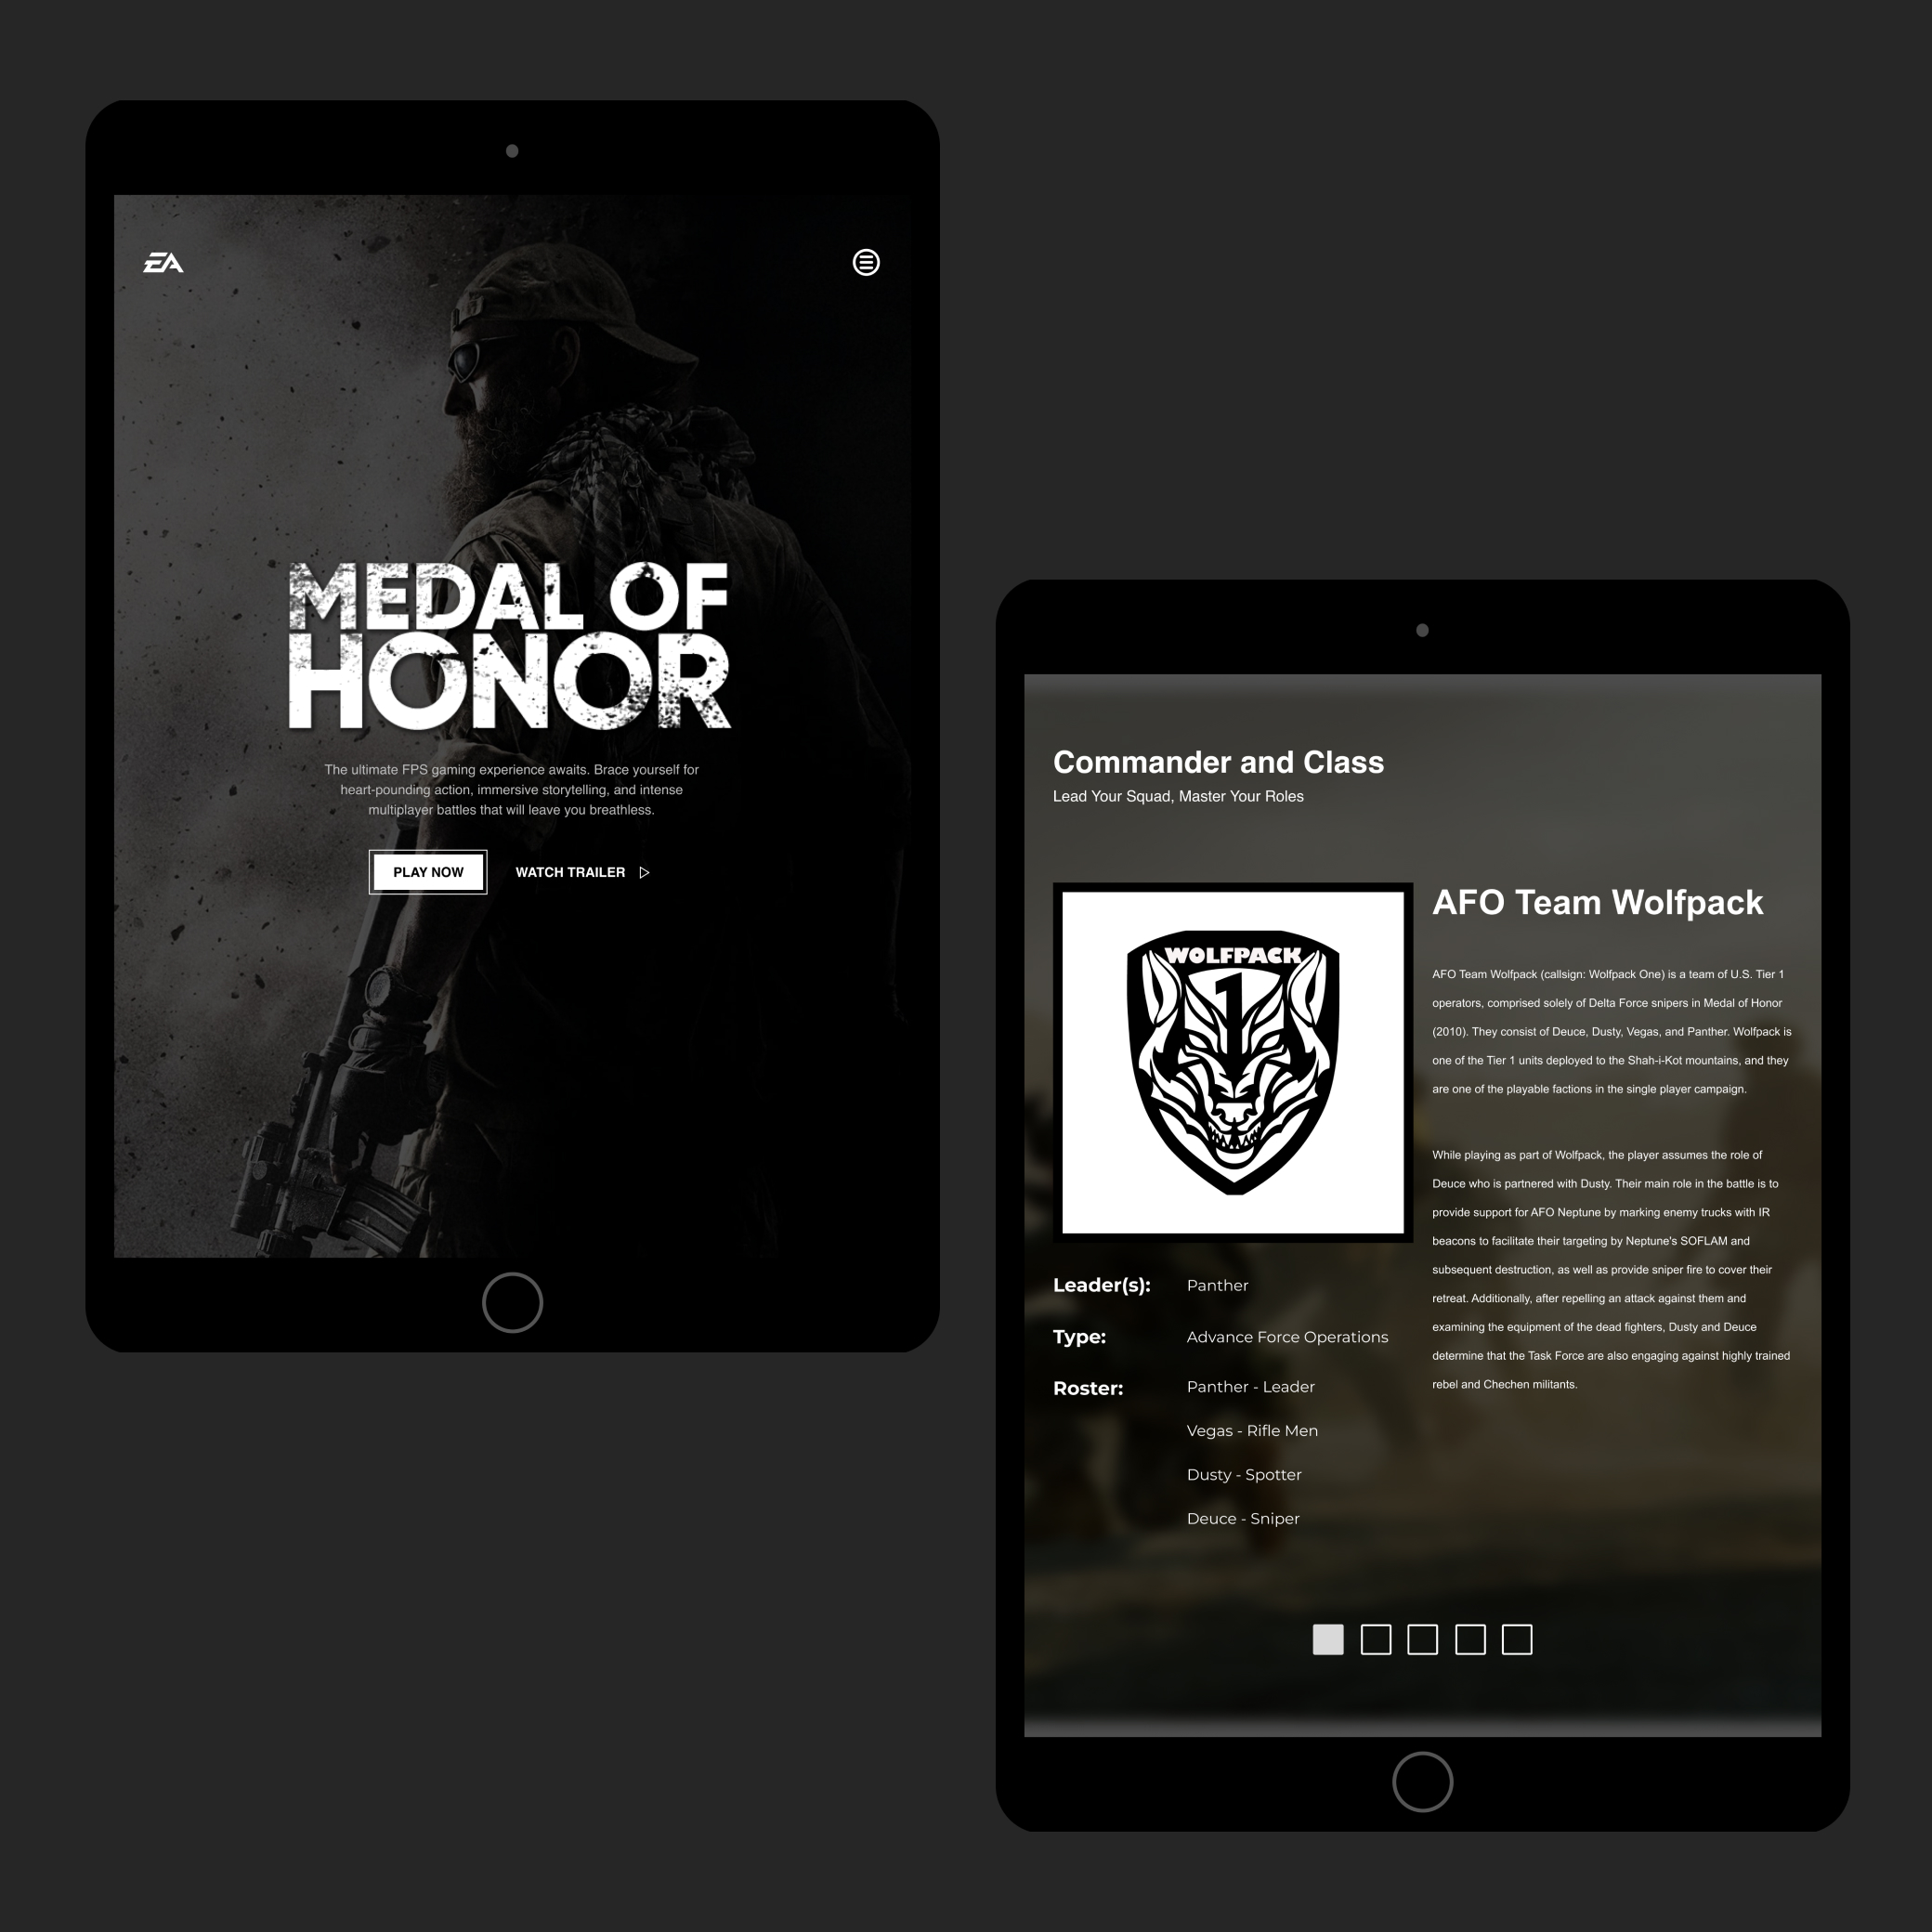 EA
MEDAL OF
HONOR
The ultimate FPS gaming experience awaits. Brace yourself for
heart-pounding action, immersive storytelling, and intense
multiplayer battles that will leave you breathless.
PLAY NOW
WATCH TRAILER
Commander and Class
Lead Your Squad, Master Your Roles
WOLFPACK
1
Leader(s): Panther
Type: Advance Force Operations
Roster: Panther - Leader
Vegas - Rifle Men
Dusty - Spotter
Deuce - Sniper
AFO Team Wolfpack
AFO Team Wolfpack (callsign: Wolfpack One) is a team of U.S. Tier 1
operators, comprised solely of Delta Force snipers in Medal of Honor
(2010). They consist of Deuce, Dusty, Vegas, and Panther. Wolfpack is
one of the Tier 1 units deployed to the Shah-i-Kot mountains, and they
are one of the playable factions in the single player campaign.
While playing as part of Wolfpack, the player assumes the role of
Deuce who is partnered with Dusty. Their main role in the battle is to
provide support for AFO Neptune by marking enemy trucks with IR
beacons to facilitate their targeting by Neptune's SOFLAM and
subsequent destruction, as well as provide sniper fire to cover their
retreat. Additionally, after repelling an attack against them and
examining the equipment of the dead fighters, Dusty and Deuce
determine that the Task Force are also engaging against highly trained
rebel and Chechen militants.